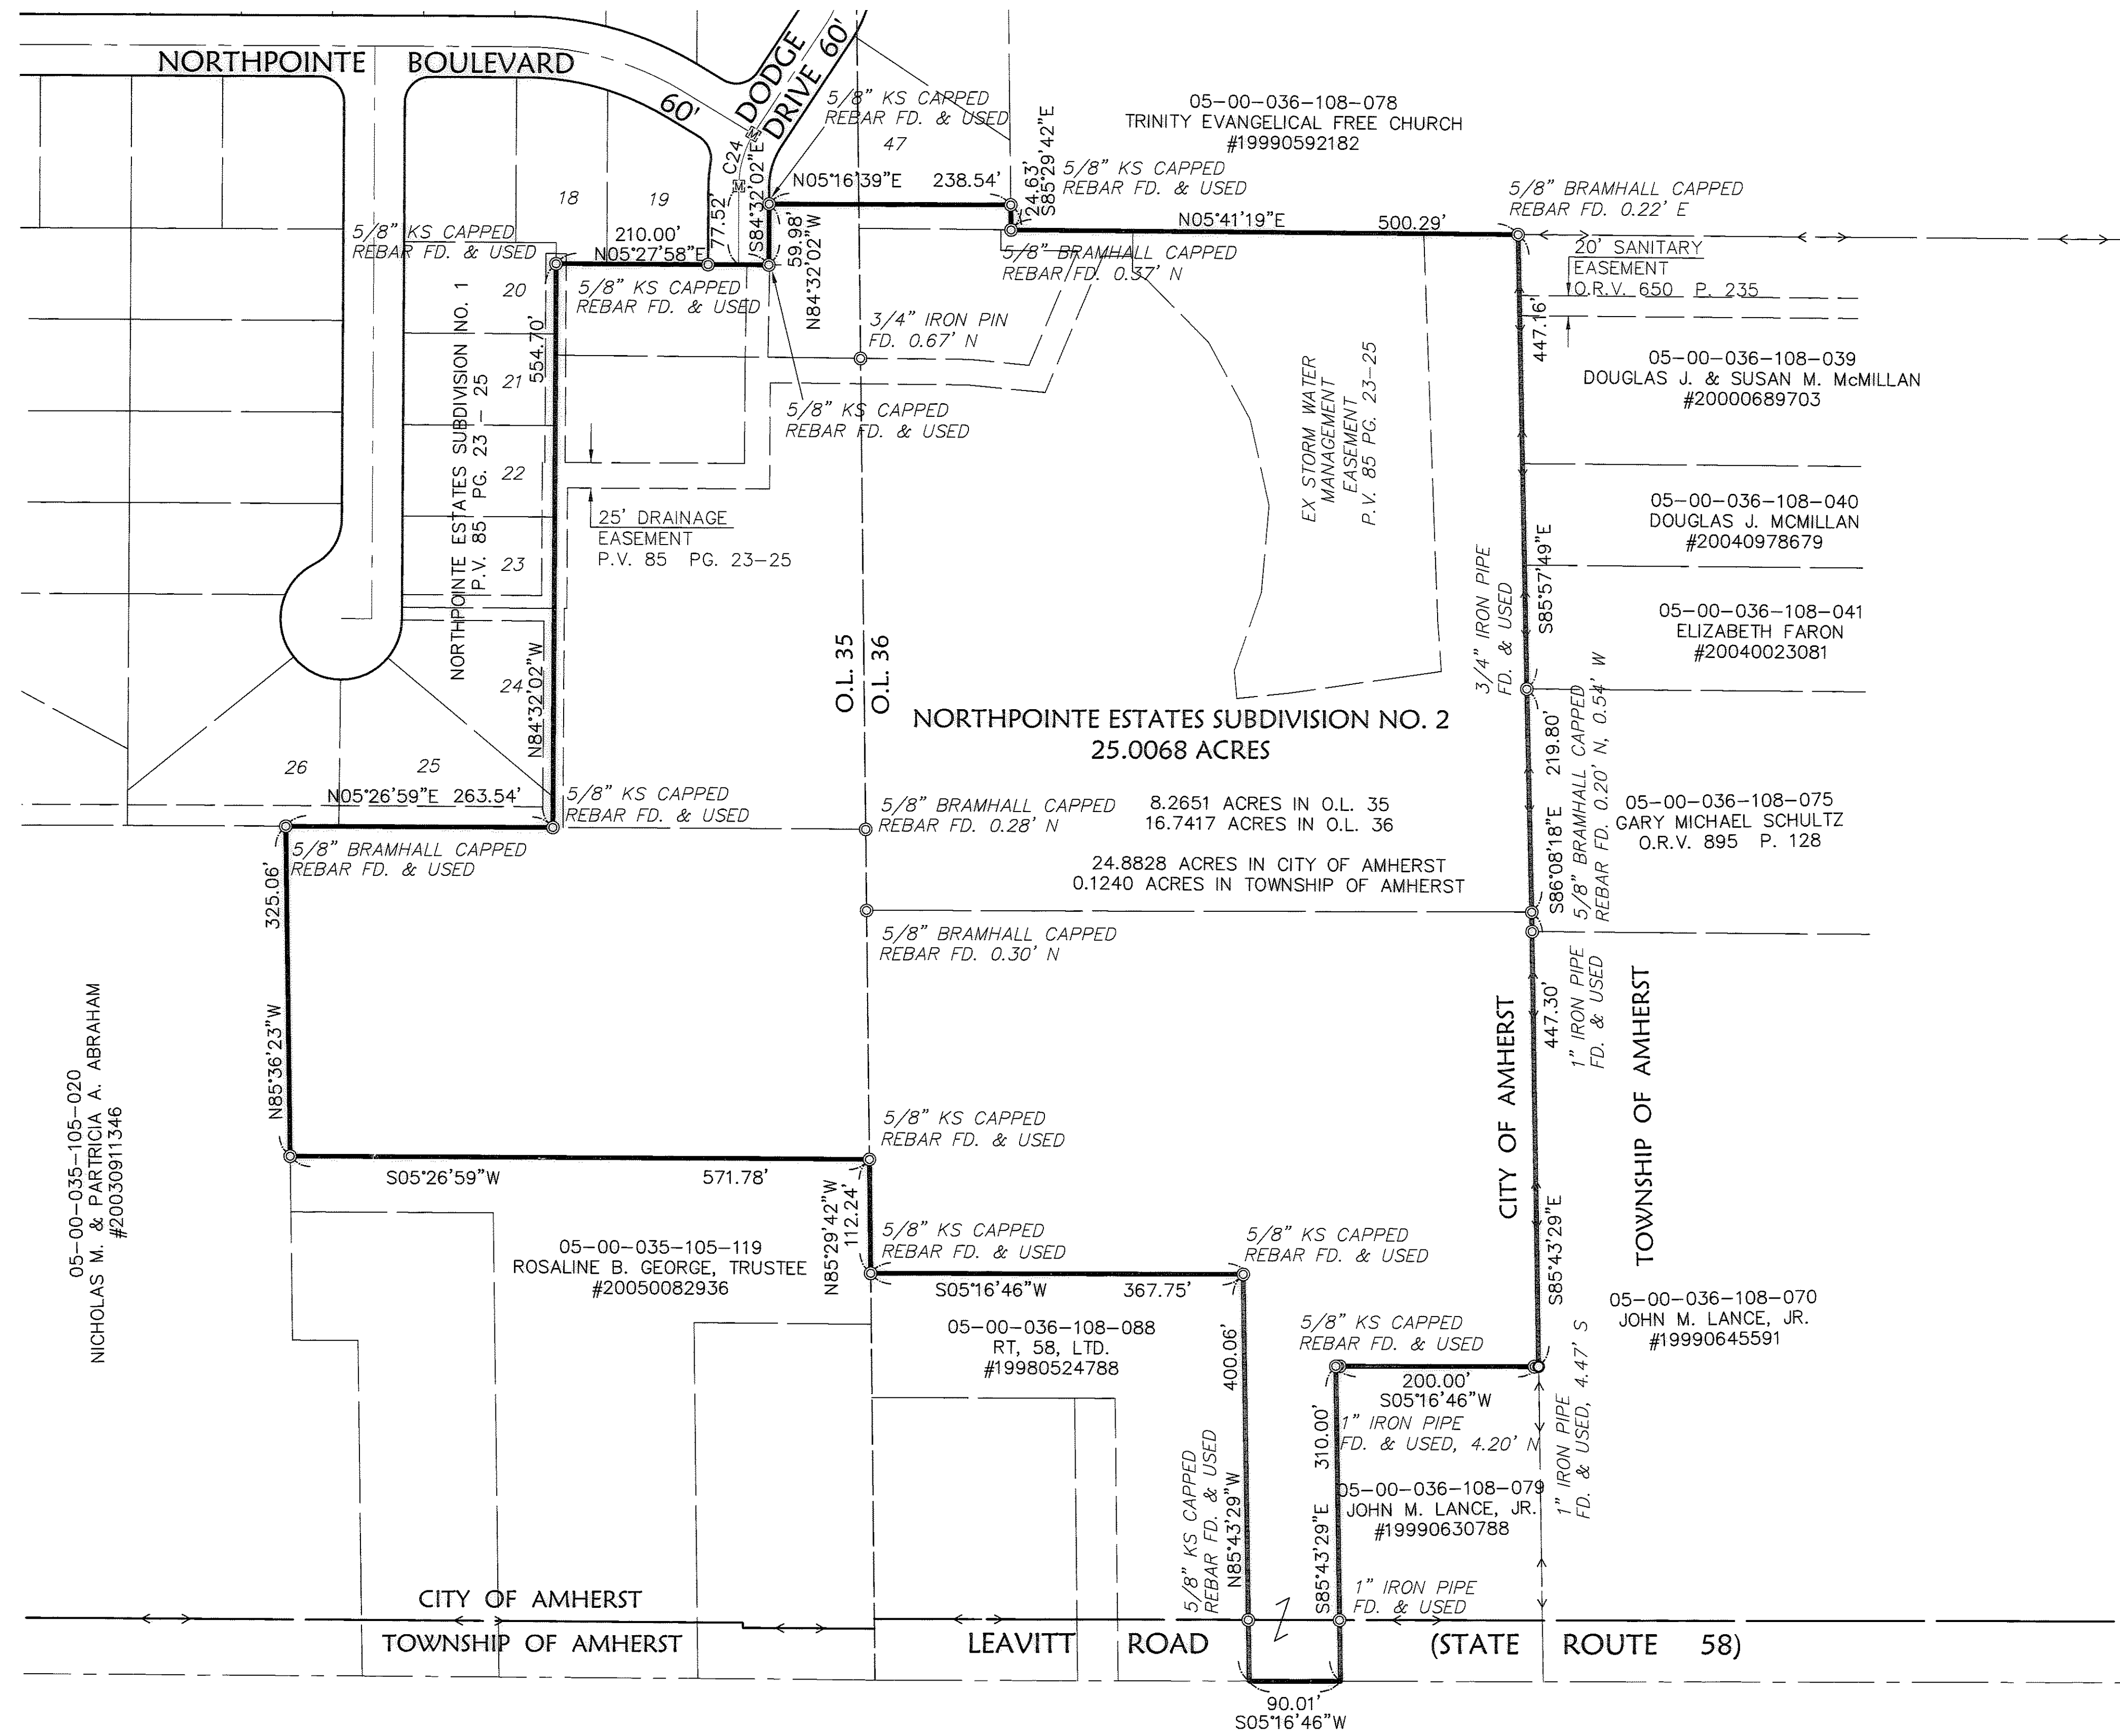 NORTHPOINTE BOULEVARD
60'
DODGE
DRIVE 60'
5/8" KS CAPPED
REBAR FD. & USED
47
05-00-036-108-078
TRINITY EVANGELICAL FREE CHURCH
#19990592182
C24
S84°32'02"E
77.52'
59.98'
N84°32'02"W
N05°16'39"E 238.54'
24.63'
S85°29'42"E
5/8" KS CAPPED
REBAR FD. & USED
5/8" BRAMHALL CAPPED
REBAR FD. 0.22' E
18
19
5/8" KS CAPPED
REBAR FD. & USED
210.00'
N05°27'58"E
N05°41'19"E 500.29'
5/8" BRAMHALL CAPPED
REBAR FD. 0.37' N
20' SANITARY
EASEMENT
O.R.V. 650 P. 235
20
5/8" KS CAPPED
REBAR FD. & USED
3/4" IRON PIN
FD. 0.67' N
447.16'
S85°57'49"E
05-00-036-108-039
DOUGLAS J. & SUSAN M. McMILLAN
#20000689703
NORTHPOINTE ESTATES SUBDIVISION NO. 1
P.V. 85 PG. 23-25
554.70'
N84°32'02"W
21
5/8" KS CAPPED
REBAR FD. & USED
EX STORM WATER
MANAGEMENT
EASEMENT
P.V. 85 PG. 23-25
22
25' DRAINAGE
EASEMENT
P.V. 85 PG. 23-25
05-00-036-108-040
DOUGLAS J. MCMILLAN
#20040978679
23
3/4" IRON PIPE
FD. & USED
05-00-036-108-041
ELIZABETH FARON
#20040023081
24
O.L. 35
O.L. 36
NORTHPOINTE ESTATES SUBDIVISION NO. 2
25.0068 ACRES
219.80'
S86°08'18"E
5/8" BRAMHALL CAPPED
REBAR FD. 0.20' N, 0.54' W
26
25
N05°26'59"E 263.54'
5/8" KS CAPPED
REBAR FD. & USED
5/8" BRAMHALL CAPPED
REBAR FD. 0.28' N
8.2651 ACRES IN O.L. 35
16.7417 ACRES IN O.L. 36
05-00-036-108-075
GARY MICHAEL SCHULTZ
O.R.V. 895 P. 128
5/8" BRAMHALL CAPPED
REBAR FD. & USED
24.8828 ACRES IN CITY OF AMHERST
0.1240 ACRES IN TOWNSHIP OF AMHERST
325.06'
N85°36'23"W
5/8" BRAMHALL CAPPED
REBAR FD. 0.30' N
1" IRON PIPE
FD. & USED
447.30'
S85°43'29"E
CITY OF AMHERST
TOWNSHIP OF AMHERST
05-00-035-105-020
NICHOLAS M. & PARTRICIA A. ABRAHAM
#20030911346
5/8" KS CAPPED
REBAR FD. & USED
S05°26'59"W 571.78'
N85°29'42"W
112.24'
5/8" KS CAPPED
REBAR FD. & USED
5/8" KS CAPPED
REBAR FD. & USED
05-00-035-105-119
ROSALINE B. GEORGE, TRUSTEE
#20050082936
S05°16'46"W 367.75'
05-00-036-108-070
JOHN M. LANCE, JR.
#19990645591
05-00-036-108-088
RT, 58, LTD.
#19980524788
400.06'
N85°43'29"W
5/8" KS CAPPED
REBAR FD. & USED
200.00'
S05°16'46"W
1" IRON PIPE
FD. & USED, 4.20' N
1" IRON PIPE
FD. & USED, 4.47' S
5/8" KS CAPPED
REBAR FD. & USED
310.00'
S85°43'29"E
05-00-036-108-079
JOHN M. LANCE, JR.
#19990630788
1" IRON PIPE
FD. & USED
CITY OF AMHERST
TOWNSHIP OF AMHERST
LEAVITT ROAD (STATE ROUTE 58)
90.01'
S05°16'46"W